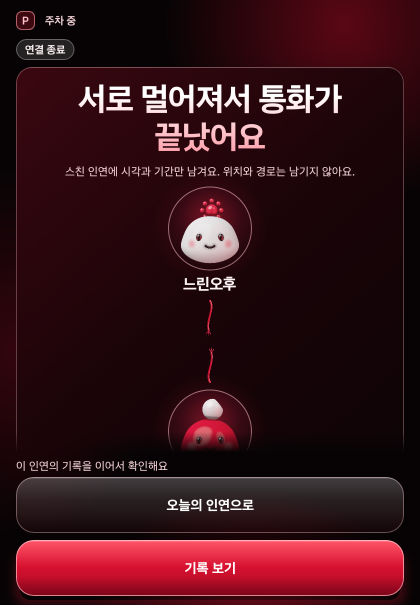 P 주차 중
연결 종료
서로 멀어져서 통화가
끝났어요
스친 인연에 시각과 기간만 남겨요. 위치와 경로는 남기지 않아요.
느린오후
이 인연의 기록을 이어서 확인해요
오늘의 인연으로
기록 보기